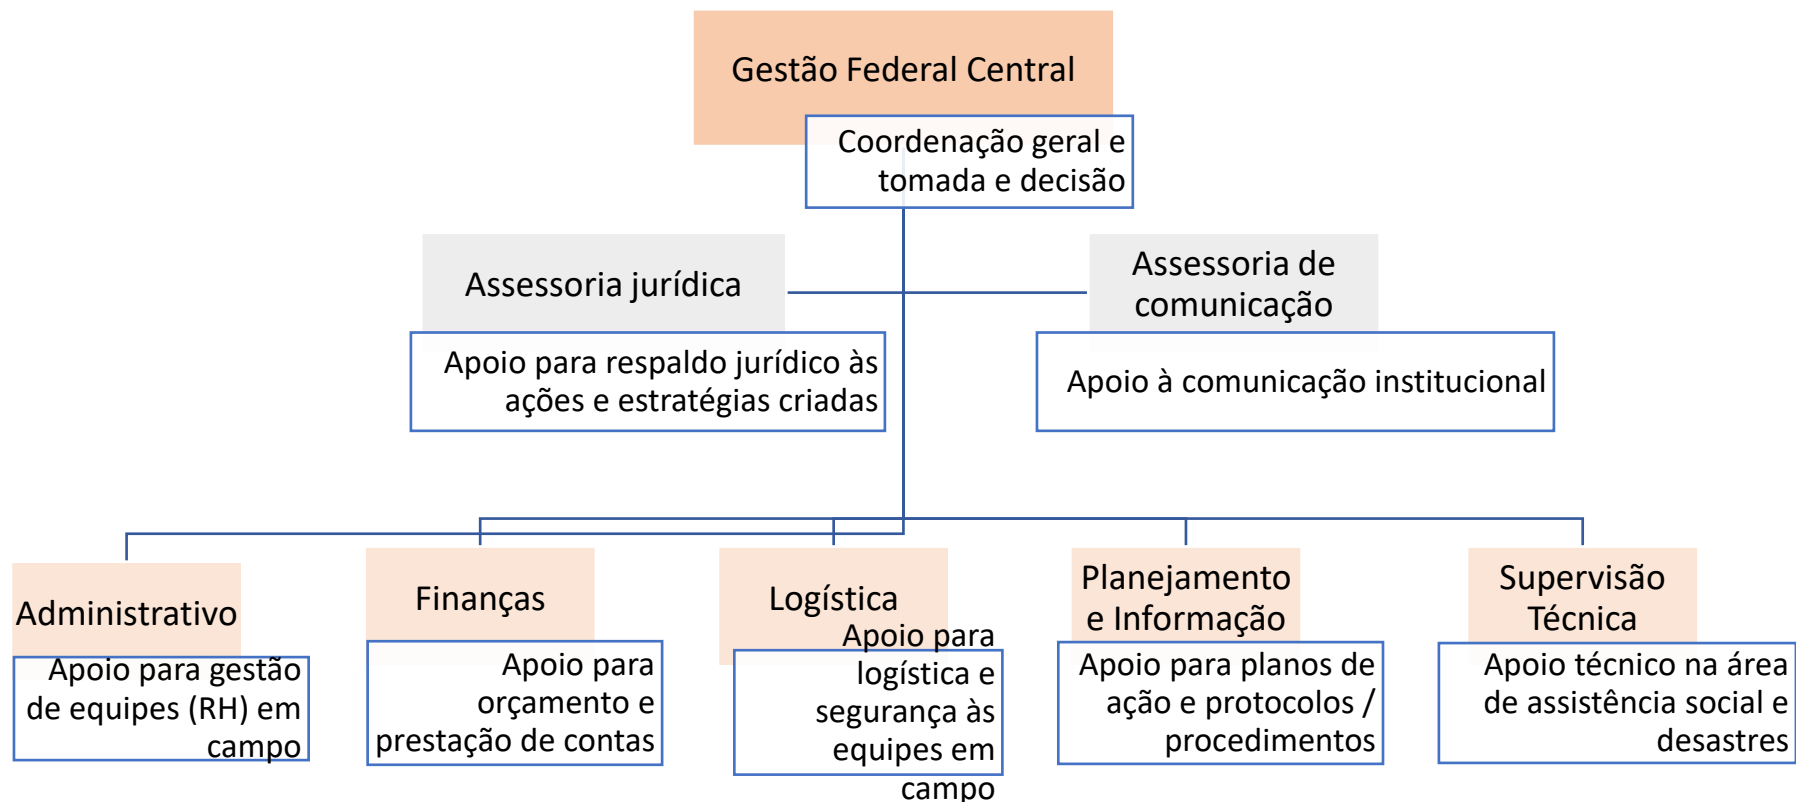 Gestão Federal Central
Coordenação geral e
tomada e decisão
Assessoria jurídica
Apoio para respaldo jurídico às
ações e estratégias criadas
Assessoria de
comunicação
Apoio à comunicação institucional
Administrativo
Apoio para gestão
de equipes (RH) em
campo
Finanças
Apoio para
orçamento e
prestação de contas
Logística
Apoio para
logística e
segurança às
equipes em
campo
Planejamento
e Informação
Apoio para planos de
ação e protocolos /
procedimentos
Supervisão
Técnica
Apoio técnico na área
de assistência social e
desastres